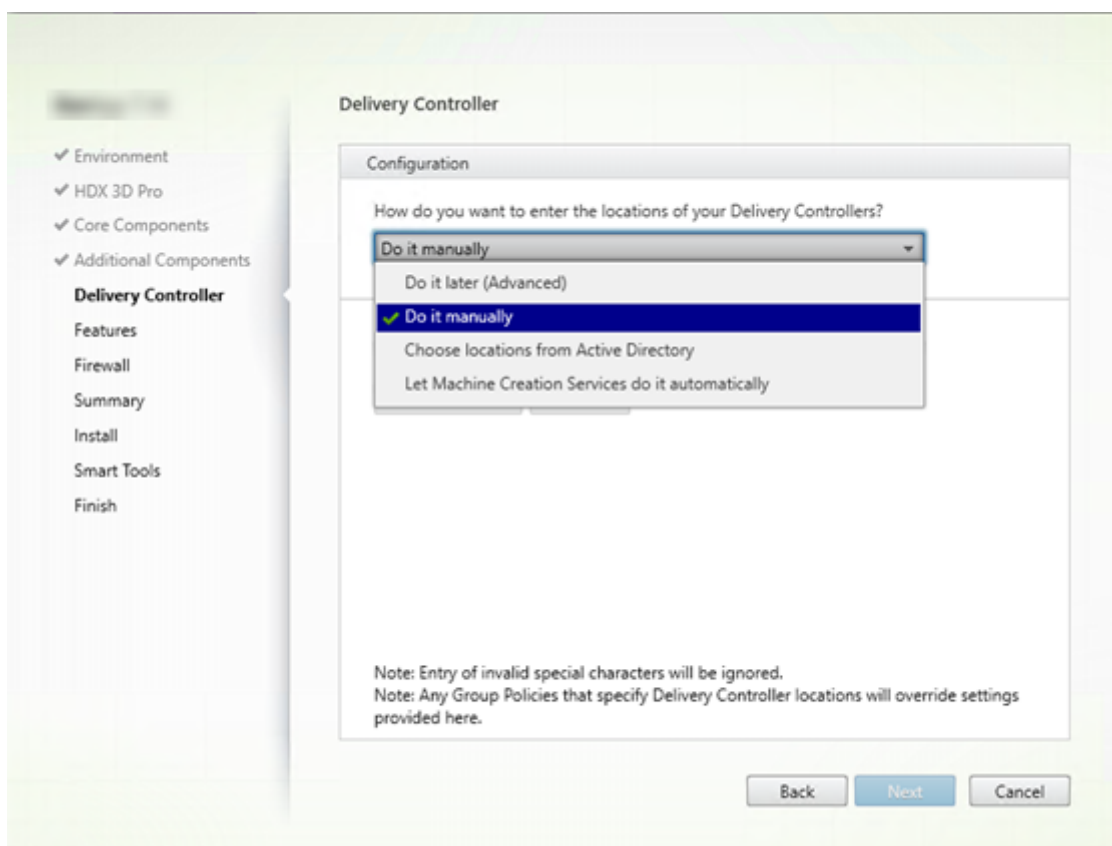 Delivery Controller
Environment
HDX 3D Pro
Core Components
Additional Components
Delivery Controller
Features
Firewall
Summary
Install
Smart Tools
Finish
Configuration
How do you want to enter the locations of your Delivery Controllers?
Do it manually
Do it later (Advanced)
Do it manually
Choose locations from Active Directory
Let Machine Creation Services do it automatically
Note: Entry of invalid special characters will be ignored.
Note: Any Group Policies that specify Delivery Controller locations will override settings
provided here.
Back
Next
Cancel